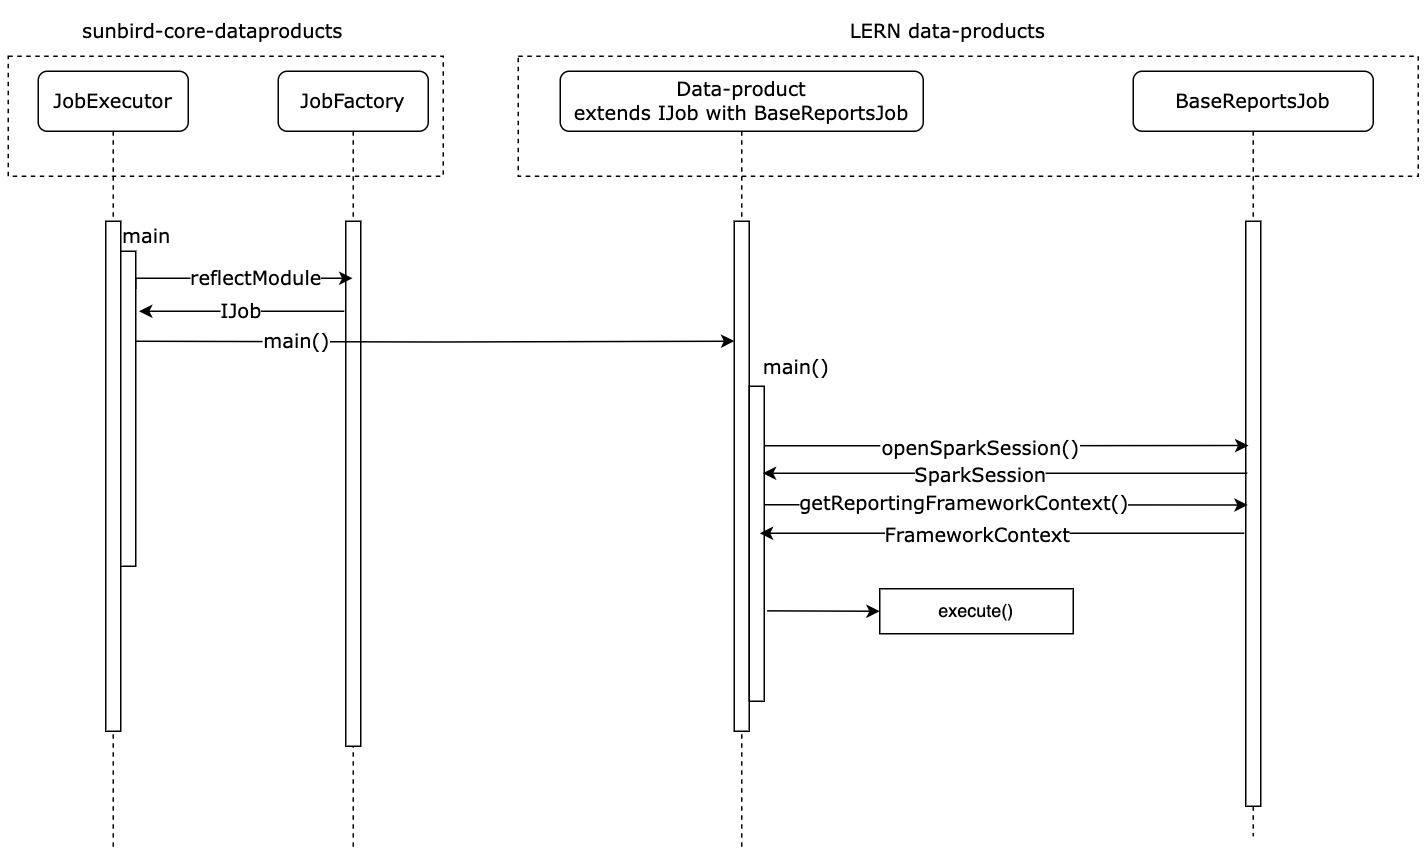 sunbird-core-dataproducts
LERN data-products
JobExecutor
JobFactory
Data-product
extends IJob with BaseReportsJob
BaseReportsJob
main
reflectModule
IJob
main()
main()
openSparkSession()
SparkSession
getReportingFrameworkContext()
FrameworkContext
execute()